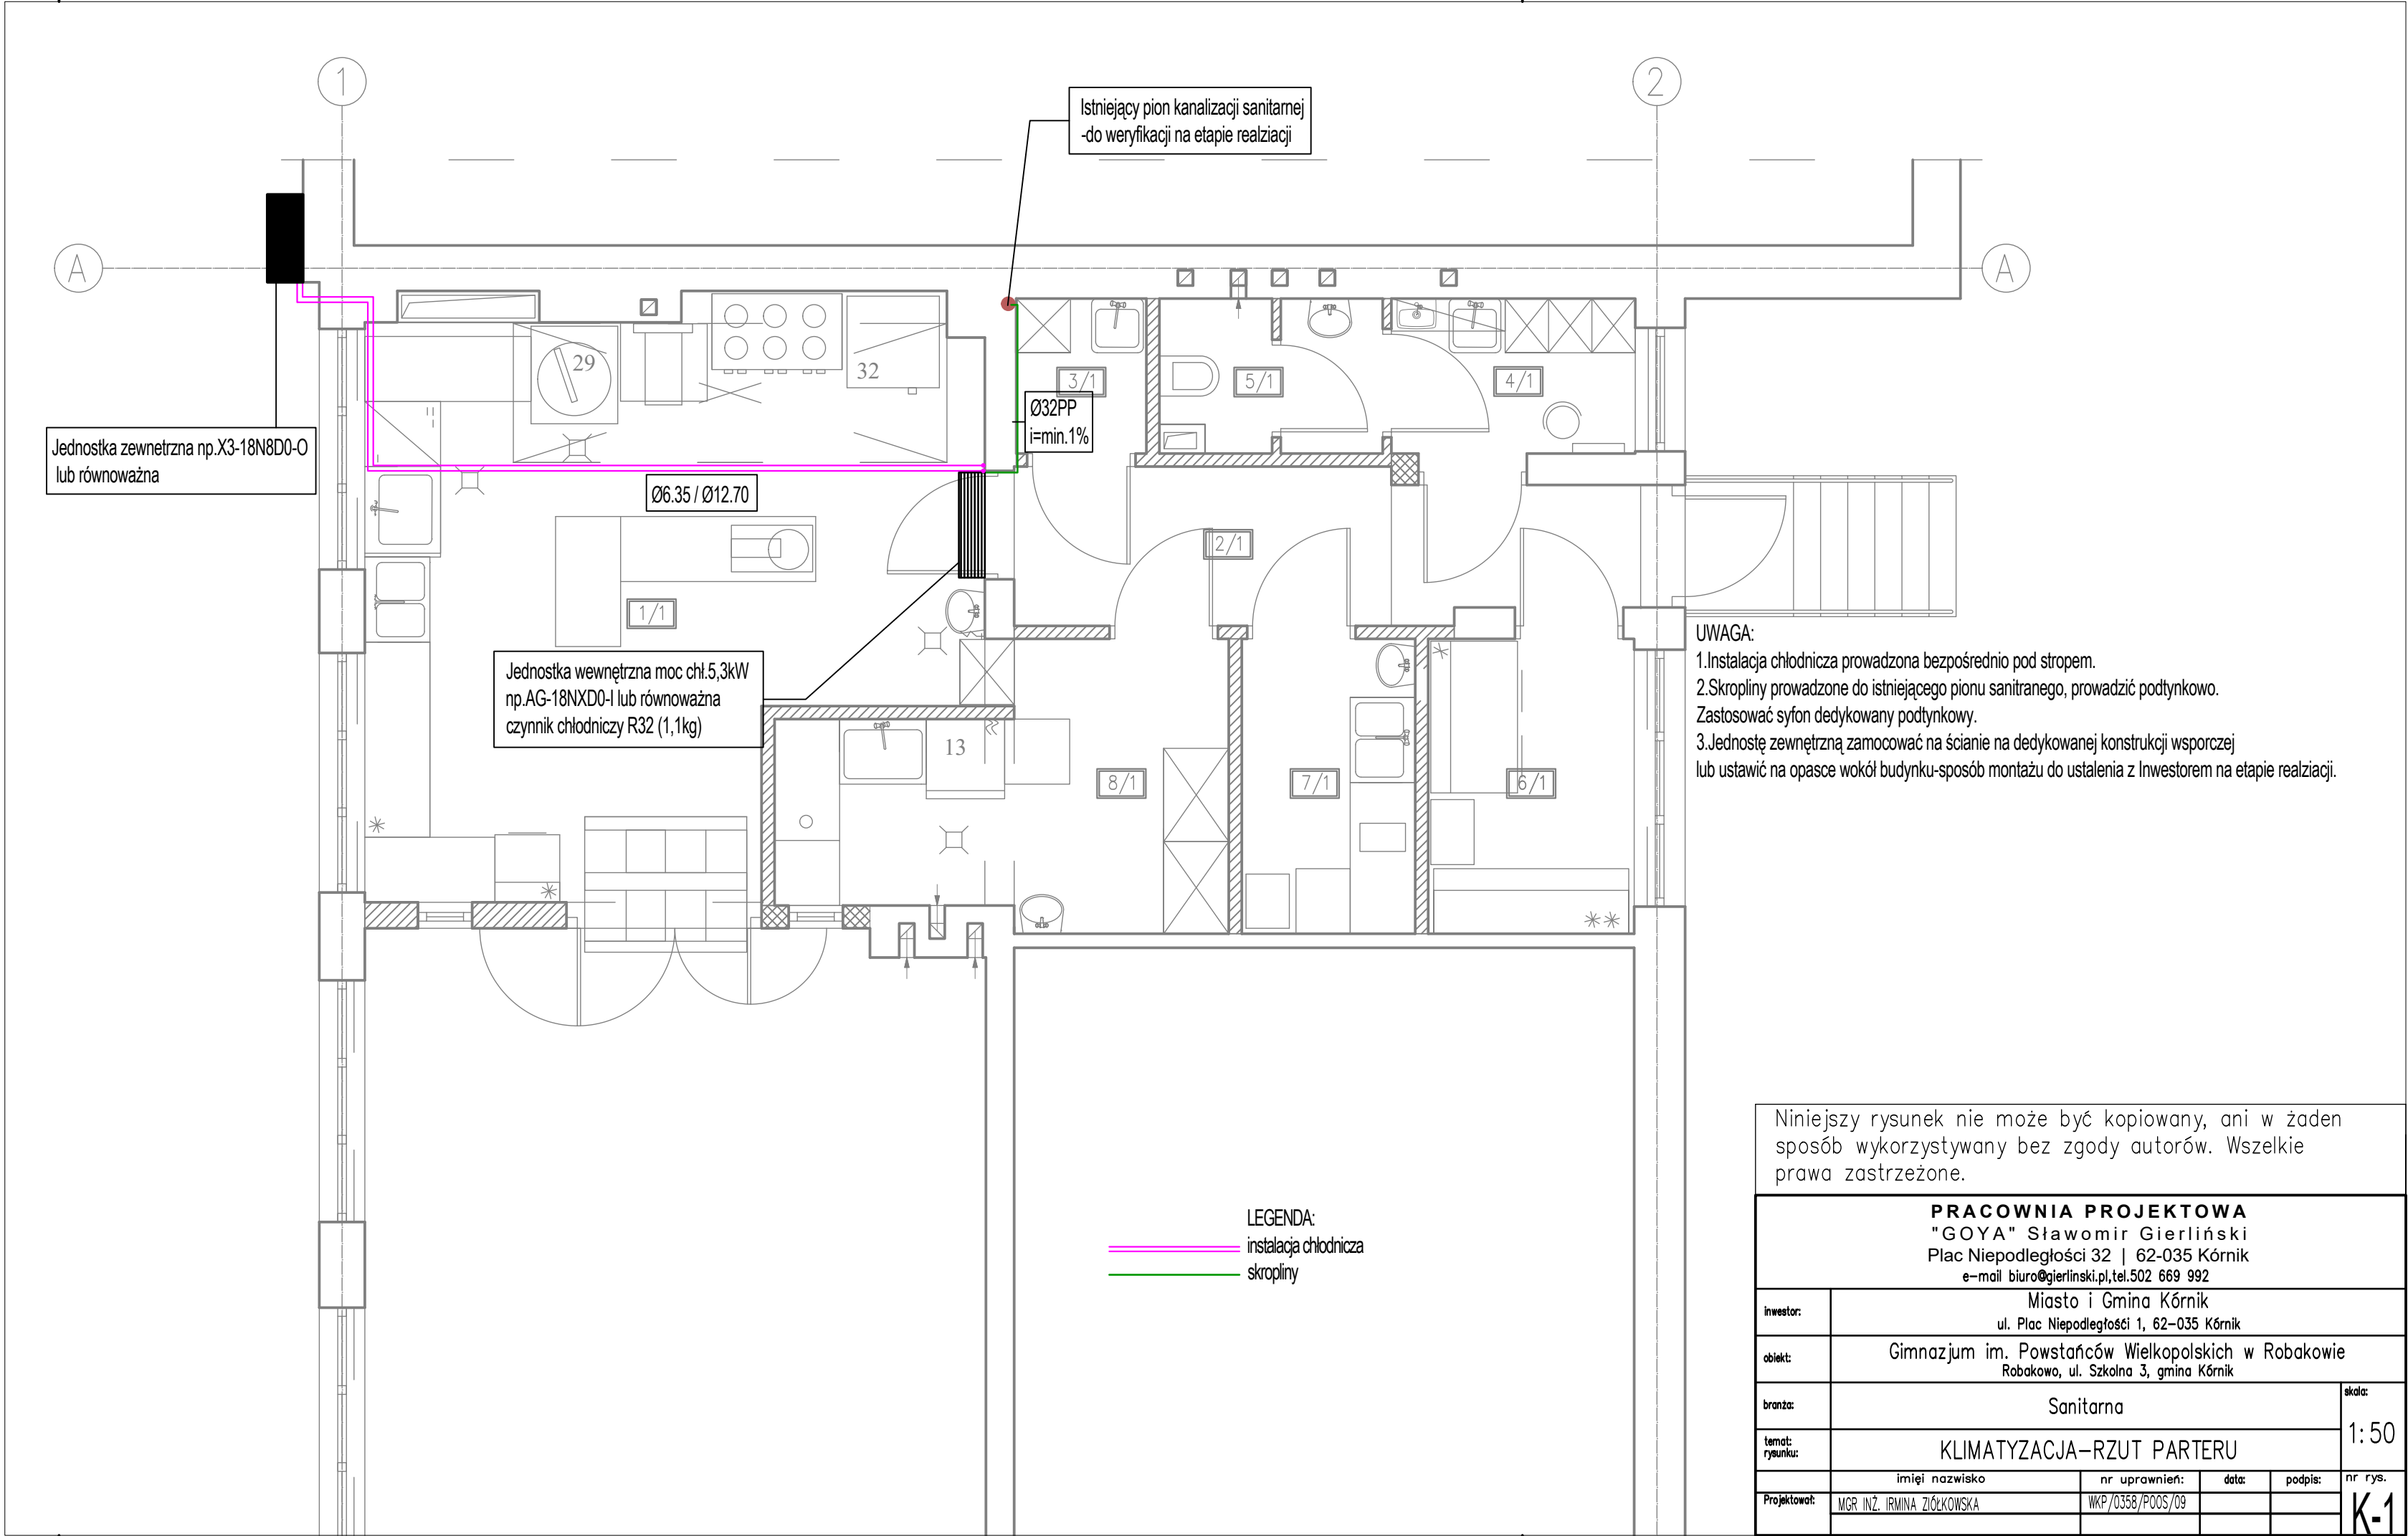 1
2
Istniejący pion kanalizacji sanitarnej
-do weryfikacji na etapie realziacji
A
A
29
32
3/1
5/1
4/1
Ø32PP
i=min.1%
Jednostka zewnetrzna np.X3-18N8D0-O
lub równoważna
Ø6.35 / Ø12.70
2/1
1/1
Jednostka wewnętrzna moc chł.5,3kW
np.AG-18NXD0-I lub równoważna
czynnik chłodniczy R32 (1,1kg)
13
8/1
7/1
6/1
UWAGA:
1.Instalacja chłodnicza prowadzona bezpośrednio pod stropem.
2.Skropliny prowadzone do istniejącego pionu sanitranego, prowadzić podtynkowo.
Zastosować syfon dedykowany podtynkowy.
3.Jednostę zewnętrzną zamocować na ścianie na dedykowanej konstrukcji wsporczej
lub ustawić na opasce wokół budynku-sposób montażu do ustalenia z Inwestorem na etapie realziacji.
LEGENDA:
instalacja chłodnicza
skropliny
Niniejszy rysunek nie może być kopiowany, ani w żaden
sposób wykorzystywany bez zgody autorów. Wszelkie
prawa zastrzeżone.
PRACOWNIA PROJEKTOWA
"GOYA" Sławomir Gierliński
Plac Niepodległości 32 | 62-035 Kórnik
e-mail biuro@gierlinski.pl,tel.502 669 992
inwestor:
Miasto i Gmina Kórnik
ul. Plac Niepodległośći 1, 62-035 Kórnik
obiekt:
Gimnazjum im. Powstańców Wielkopolskich w Robakowie
Robakowo, ul. Szkolna 3, gmina Kórnik
branża:
Sanitarna
skala:
1:50
temat:
rysunku:
KLIMATYZACJA-RZUT PARTERU
imięi nazwisko
nr uprawnień:
data:
podpis:
nr rys.
Projektował:
MGR INŻ. IRMINA ZIÓŁKOWSKA
WKP/0358/POOS/09
K-1